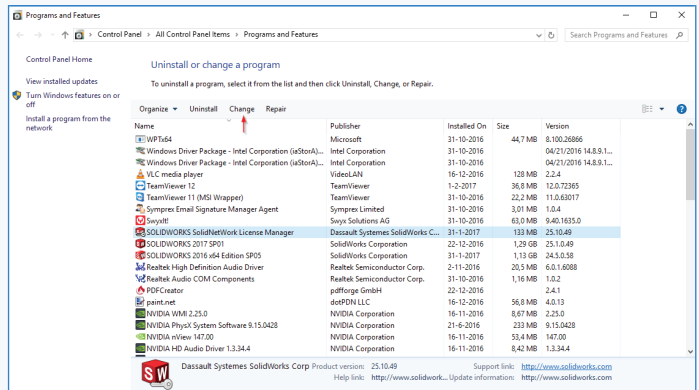 Programs and Features
Control Panel > All Control Panel Items > Programs and Features
Search Programs and Features
Control Panel Home
View installed updates
Turn Windows features on or
off
Install a program from the
network
Uninstall or change a program
To uninstall a program, select it from the list and then click Uninstall, Change, or Repair.
Organize Uninstall Change Repair
Name Publisher Installed On Size Version
WPTx64 Microsoft 31-10-2016 44,7 MB 8.100.26866
Windows Driver Package - Intel Corporation (iaStorA)... Intel Corporation 31-10-2016 04/21/2016 14.8.9.1...
Windows Driver Package - Intel Corporation (iaStorA)... Intel Corporation 31-10-2016 04/21/2016 14.8.9.1...
VLC media player VideoLAN 16-12-2016 128 MB 2.2.4
TeamViewer 12 TeamViewer 1-2-2017 36,8 MB 12.0.72365
TeamViewer 11 (MSI Wrapper) TeamViewer 31-10-2016 22,2 MB 11.0.63017
Symprex Email Signature Manager Agent Symprex Limited 31-10-2016 3,01 MB 1.0.4
SwyxIt! Swyx Solutions AG 31-10-2016 63,0 MB 9.40.1635.0
SOLIDWORKS SolidNetWork License Manager Dassault Systemes SolidWorks C... 31-1-2017 133 MB 25.10.49
SOLIDWORKS 2017 SP01 SolidWorks Corporation 22-12-2016 1,29 GB 25.1.0.49
SOLIDWORKS 2016 x64 Edition SP05 SolidWorks Corporation 31-1-2017 1,13 GB 24.5.0.58
Realtek High Definition Audio Driver Realtek Semiconductor Corp. 2-11-2016 20,5 MB 6.0.1.6088
Realtek Audio COM Components Realtek Semiconductor Corp. 31-10-2016 1,16 MB 1.0.2
PDFCreator pdfforge GmbH 22-12-2016 2.4.1
paint.net dotPDN LLC 16-12-2016 56,8 MB 4.0.13
NVIDIA WMI 2.25.0 NVIDIA Corporation 16-11-2016 8,67 MB 2.25.0
NVIDIA PhysX System Software 9.15.0428 NVIDIA Corporation 21-6-2016 233 MB 9.15.0428
NVIDIA nView 147.00 NVIDIA Corporation 16-11-2016 53,4 MB 147.00
NVIDIA HD Audio Driver 1.3.34.4 NVIDIA Corporation 16-11-2016 8,42 MB 1.3.34.4
Dassault Systemes SolidWorks Corp Product version: 25.10.49 Support link: http://www.solidworks.com
Help link: http://www.solidwork... Update information: http://www.solidworks.com